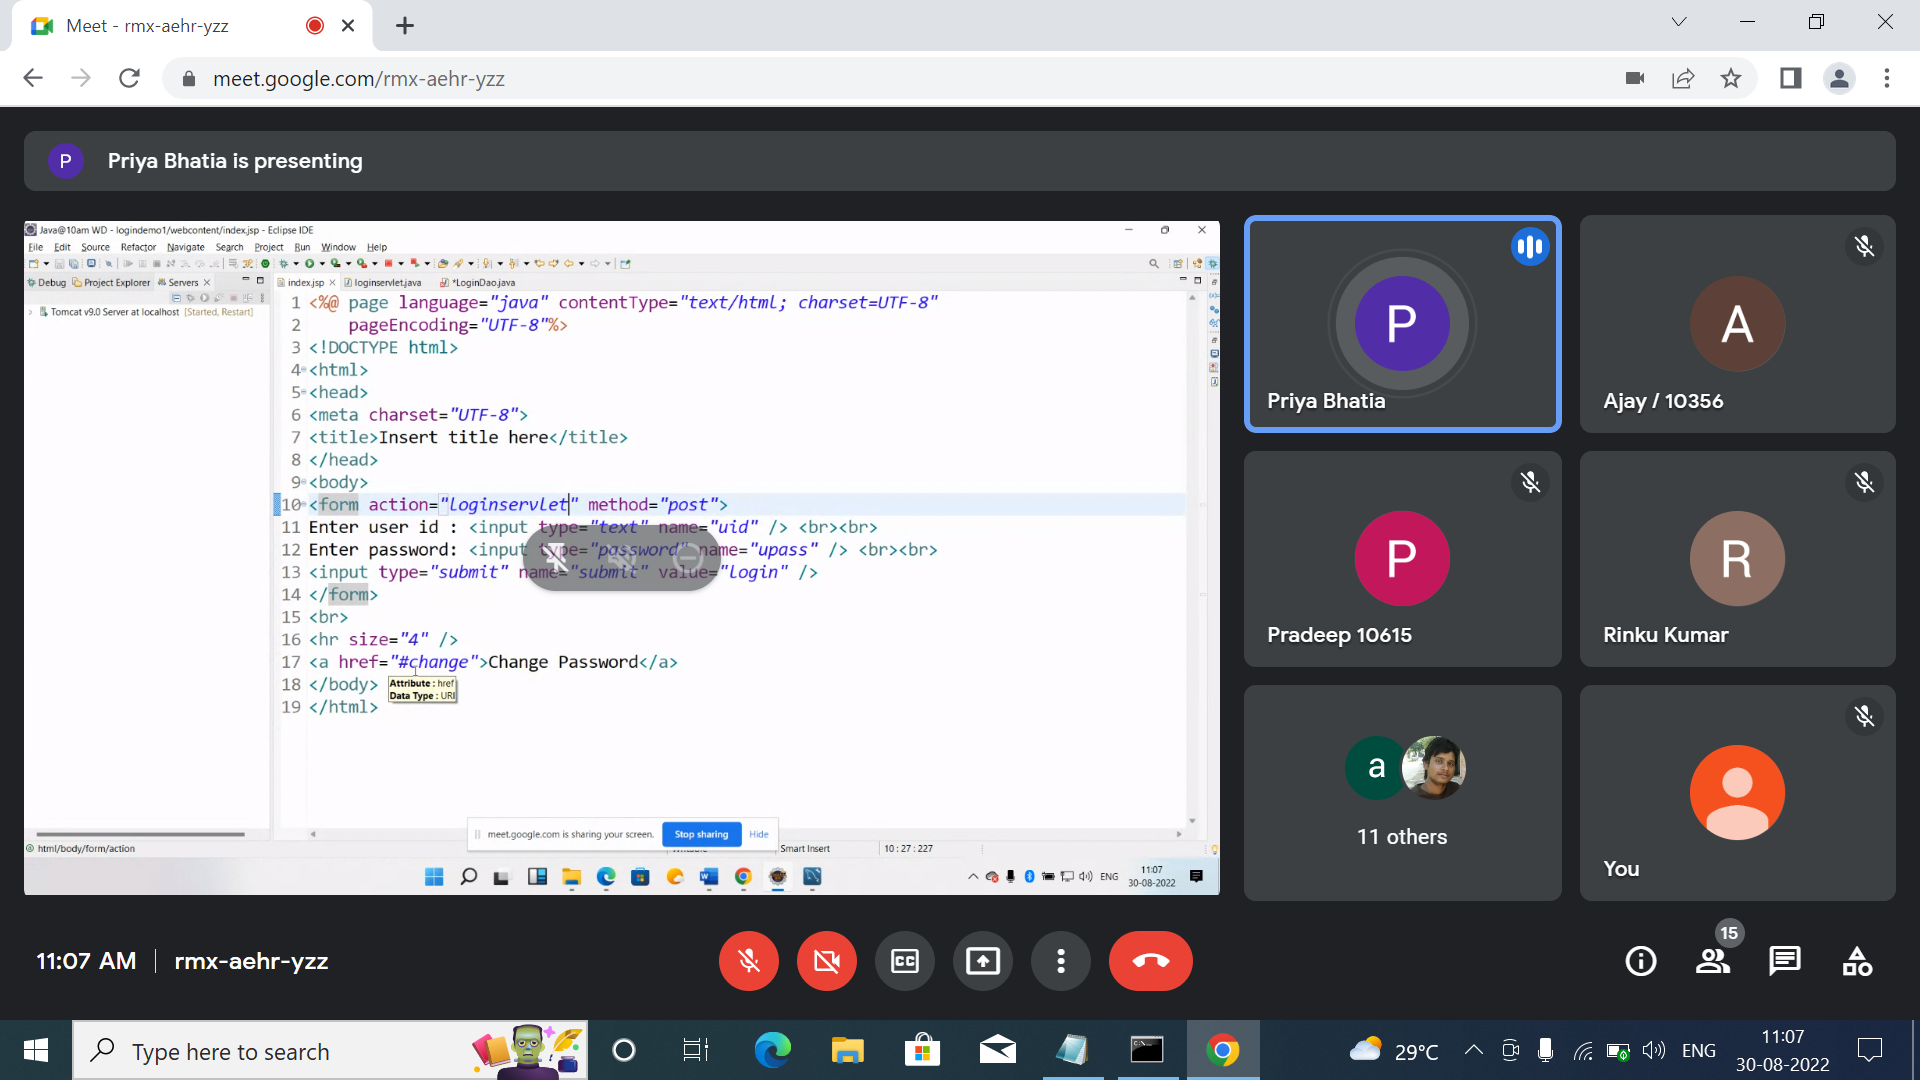 Meet - rmx-aehr-yzz
meet.google.com/rmx-aehr-yzz
P Priya Bhatia is presenting
Java@10am WD - logindemo1/webcontent/index.jsp - Eclipse IDE
File Edit Source Refactor Navigate Search Project Run Window Help
Debug Project Explorer Servers
index.jsp loginservlet.java *LoginDao.java
Tomcat v9.0 Server at localhost [Started, Restart]
1 <%@ page language="java" contentType="text/html; charset=UTF-8"
2 pageEncoding="UTF-8"%>
3 <!DOCTYPE html>
4 <html>
5 <head>
6 <meta charset="UTF-8">
7 <title>Insert title here</title>
8 </head>
9 <body>
10 <form action="loginservlet" method="post">
11 Enter user id : <input type="text" name="uid" /> <br><br>
12 Enter password: <input type="password" name="upass" /> <br><br>
13 <input type="submit" name="submit" value="login" />
14 </form>
15 <br>
16 <hr size="4" />
17 <a href="#change">Change Password</a>
18 </body>
19 </html>
Attribute : href
Data Type : URI
meet.google.com is sharing your screen. Stop sharing Hide
html/body/form/action Smart Insert 10 : 27 : 227
ENG 11:07
30-08-2022
P
Priya Bhatia
A
Ajay / 10356
P
Pradeep 10615
R
Rinku Kumar
a
11 others
You
11:07 AM rmx-aehr-yzz
CC
15
Type here to search
29°C
ENG
11:07
30-08-2022